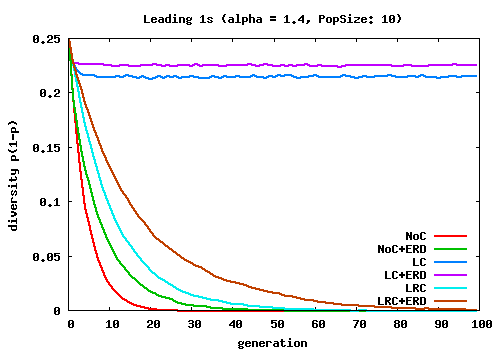 Leading 1s (alpha = 1.4, PopSize: 10)
0.25
0.2
0.15
0.1
0.05
0
diversity p(1-p)
NoC
NoC+ERD
LC
LC+ERD
LRC
LRC+ERD
0 10 20 30 40 50 60 70 80 90 100
generation